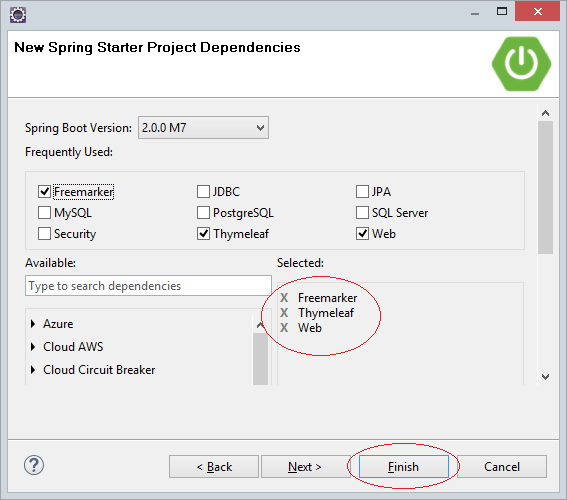 New Spring Starter Project Dependencies
Spring Boot Version: 2.0.0 M7
Frequently Used:
Freemarker JDBC JPA
MySQL PostgreSQL SQL Server
Security Thymeleaf Web
Available: Selected:
Type to search dependencies
X Freemarker
X Thymeleaf
X Web
Azure
Cloud AWS
Cloud Circuit Breaker
? < Back Next > Finish Cancel